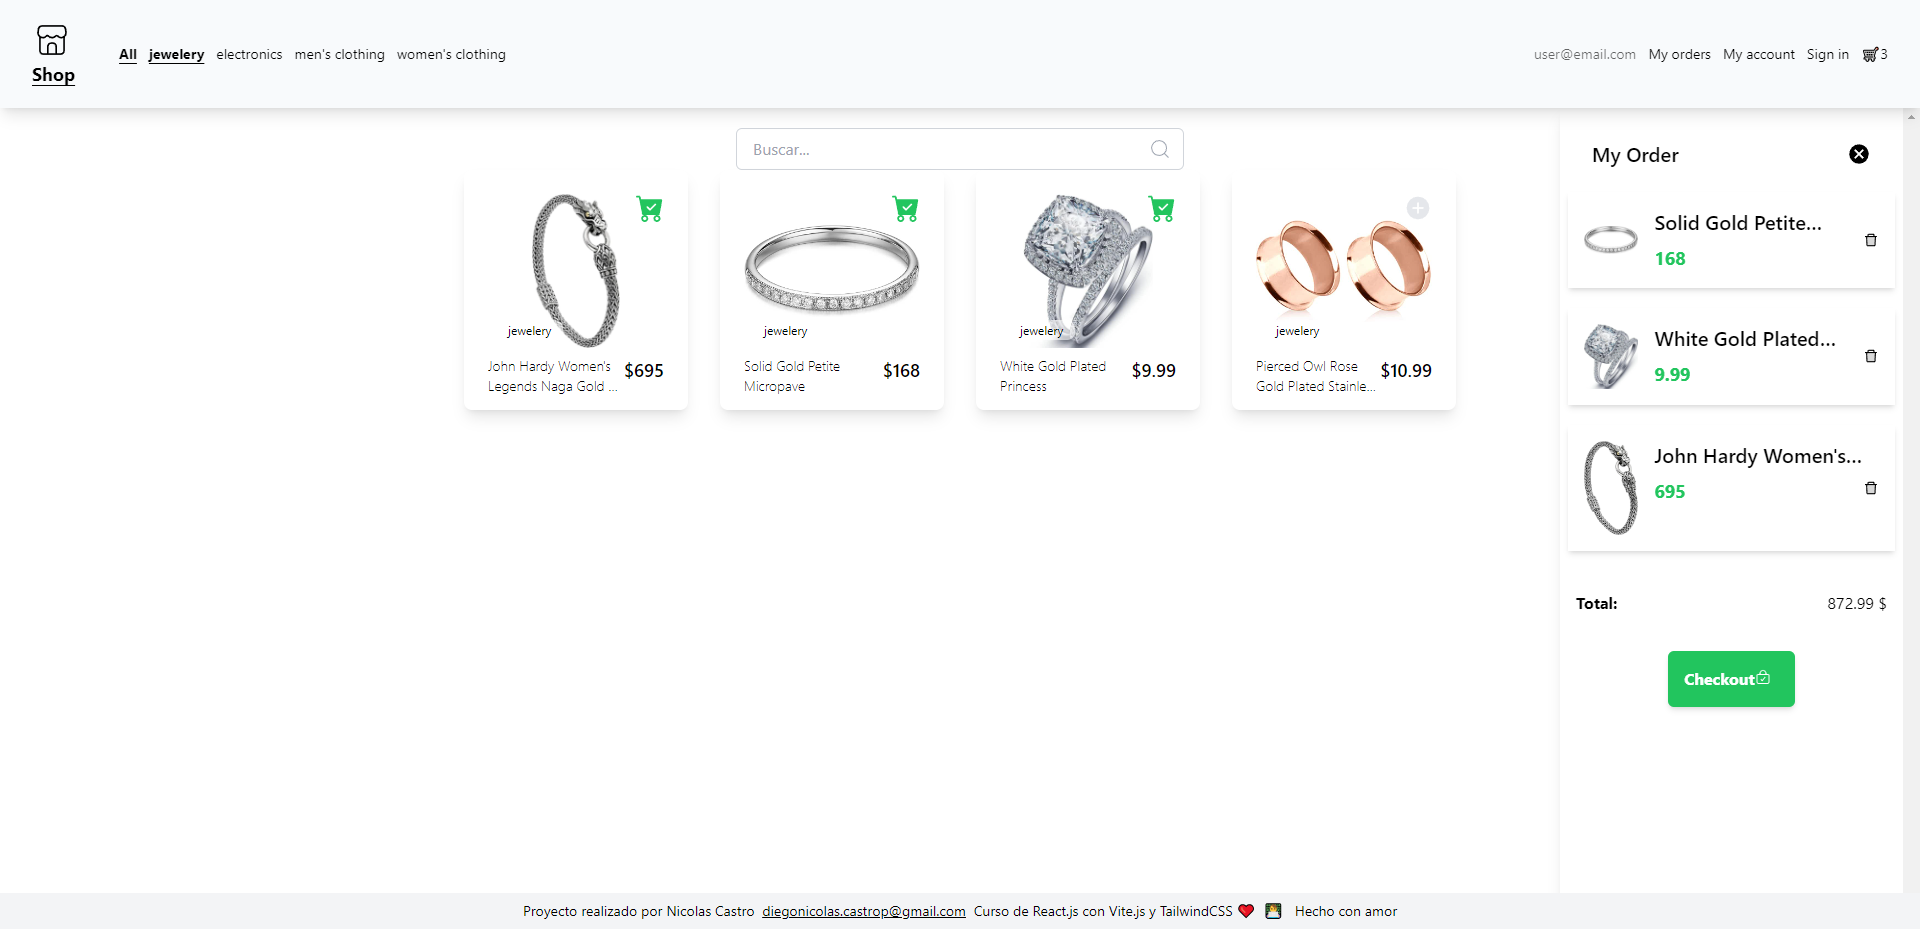 Shop
All jewelery electronics men's clothing women's clothing
user@email.com My orders My account Sign in 3
Buscar...
jewelery
John Hardy Women's
Legends Naga Gold ...
$695
jewelery
Solid Gold Petite
Micropave
$168
jewelery
White Gold Plated
Princess
$9.99
jewelery
Pierced Owl Rose
Gold Plated Stainle...
$10.99
My Order
Solid Gold Petite...
168
White Gold Plated...
9.99
John Hardy Women's...
695
Total: 872.99 $
Checkout
Proyecto realizado por Nicolas Castro diegonicolas.castrop@gmail.com Curso de React.js con Vite.js y TailwindCSS ❤️ Hecho con amor